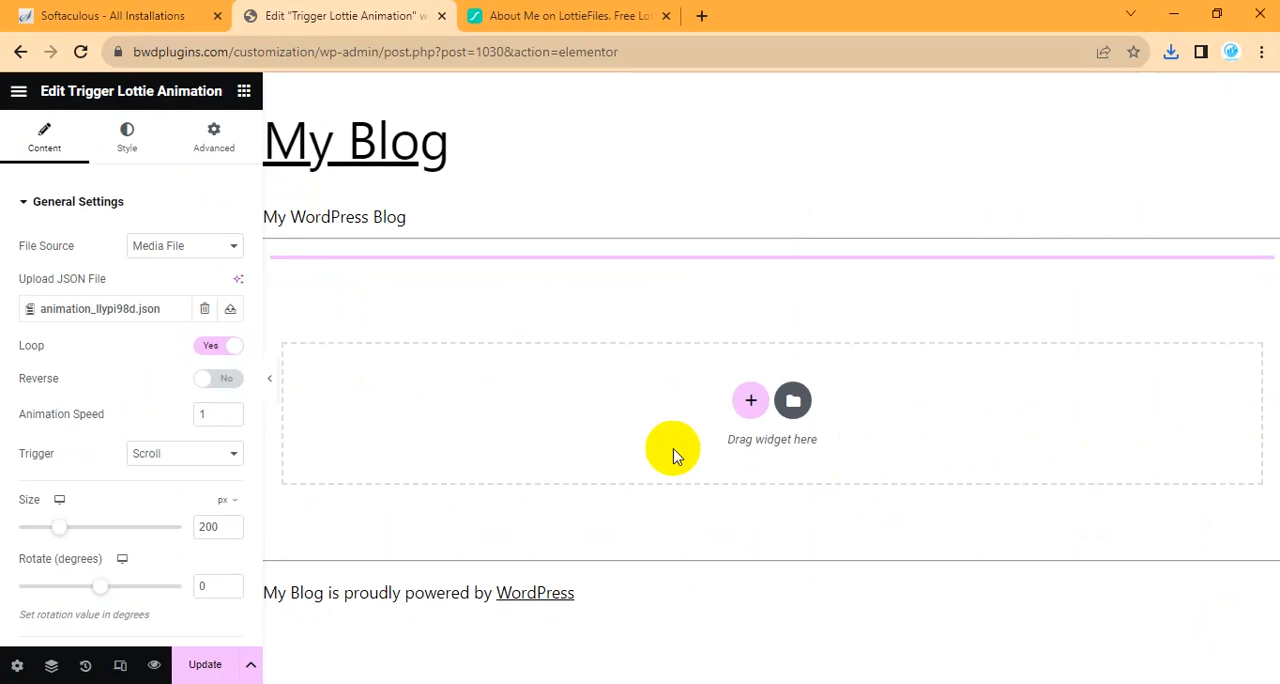 Softaculous - All Installations
Edit "Trigger Lottie Animation" w
About Me on LottieFiles. Free Lot
bwdplugins.com/customization/wp-admin/post.php?post=1030&action=elementor
Edit Trigger Lottie Animation
Content
Style
Advanced
General Settings
File Source
Media File
Upload JSON File
animation_llypi98d.json
Loop
Yes
Reverse
No
Animation Speed
1
Trigger
Scroll
Size
px
200
Rotate (degrees)
0
Set rotation value in degrees
Update
My Blog
My WordPress Blog
Drag widget here
My Blog is proudly powered by WordPress